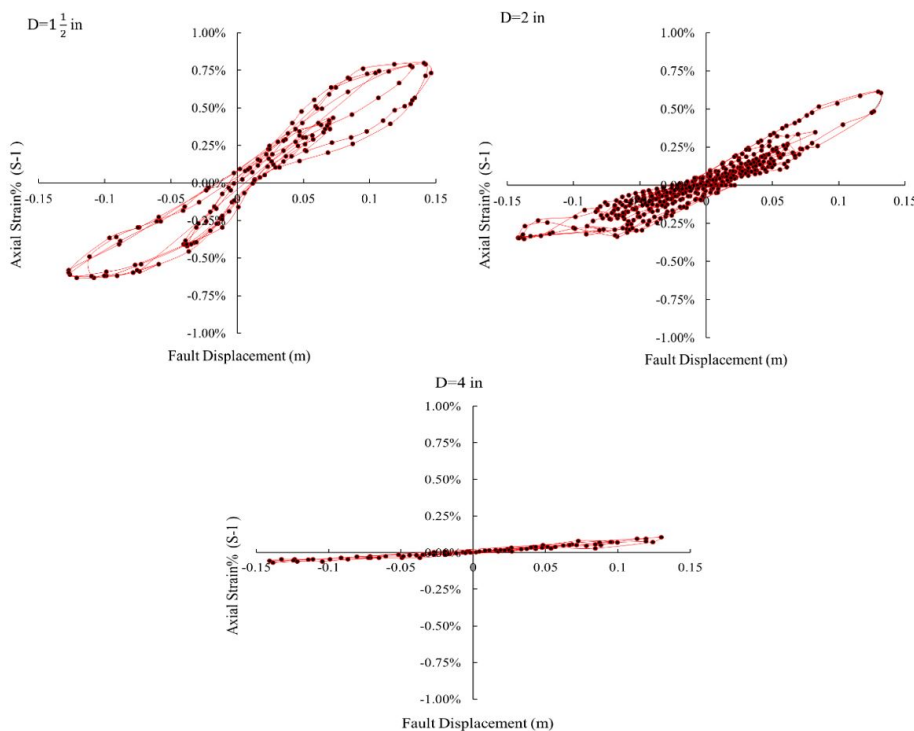 D=1 1/2 in
1.00%
0.75%
0.50%
0.25%
0.00%
-0.15 -0.1 -0.05 0 0.05 0.1 0.15
-0.25%
-0.50%
-0.75%
-1.00%
Axial Strain% (S-1 )
Fault Displacement (m)
D=2 in
1.00%
0.75%
0.50%
0.25%
0.00%
-0.15 -0.1 -0.05 0 0.05 0.1 0.15
-0.25%
-0.50%
-0.75%
-1.00%
Axial Strain% (S-1 )
Fault Displacement (m)
D=4 in
1.00%
0.75%
0.50%
0.25%
0.00%
-0.15 -0.1 -0.05 0 0.05 0.1 0.15
-0.25%
-0.50%
-0.75%
-1.00%
Axial Strain% (S-1 )
Fault Displacement (m)